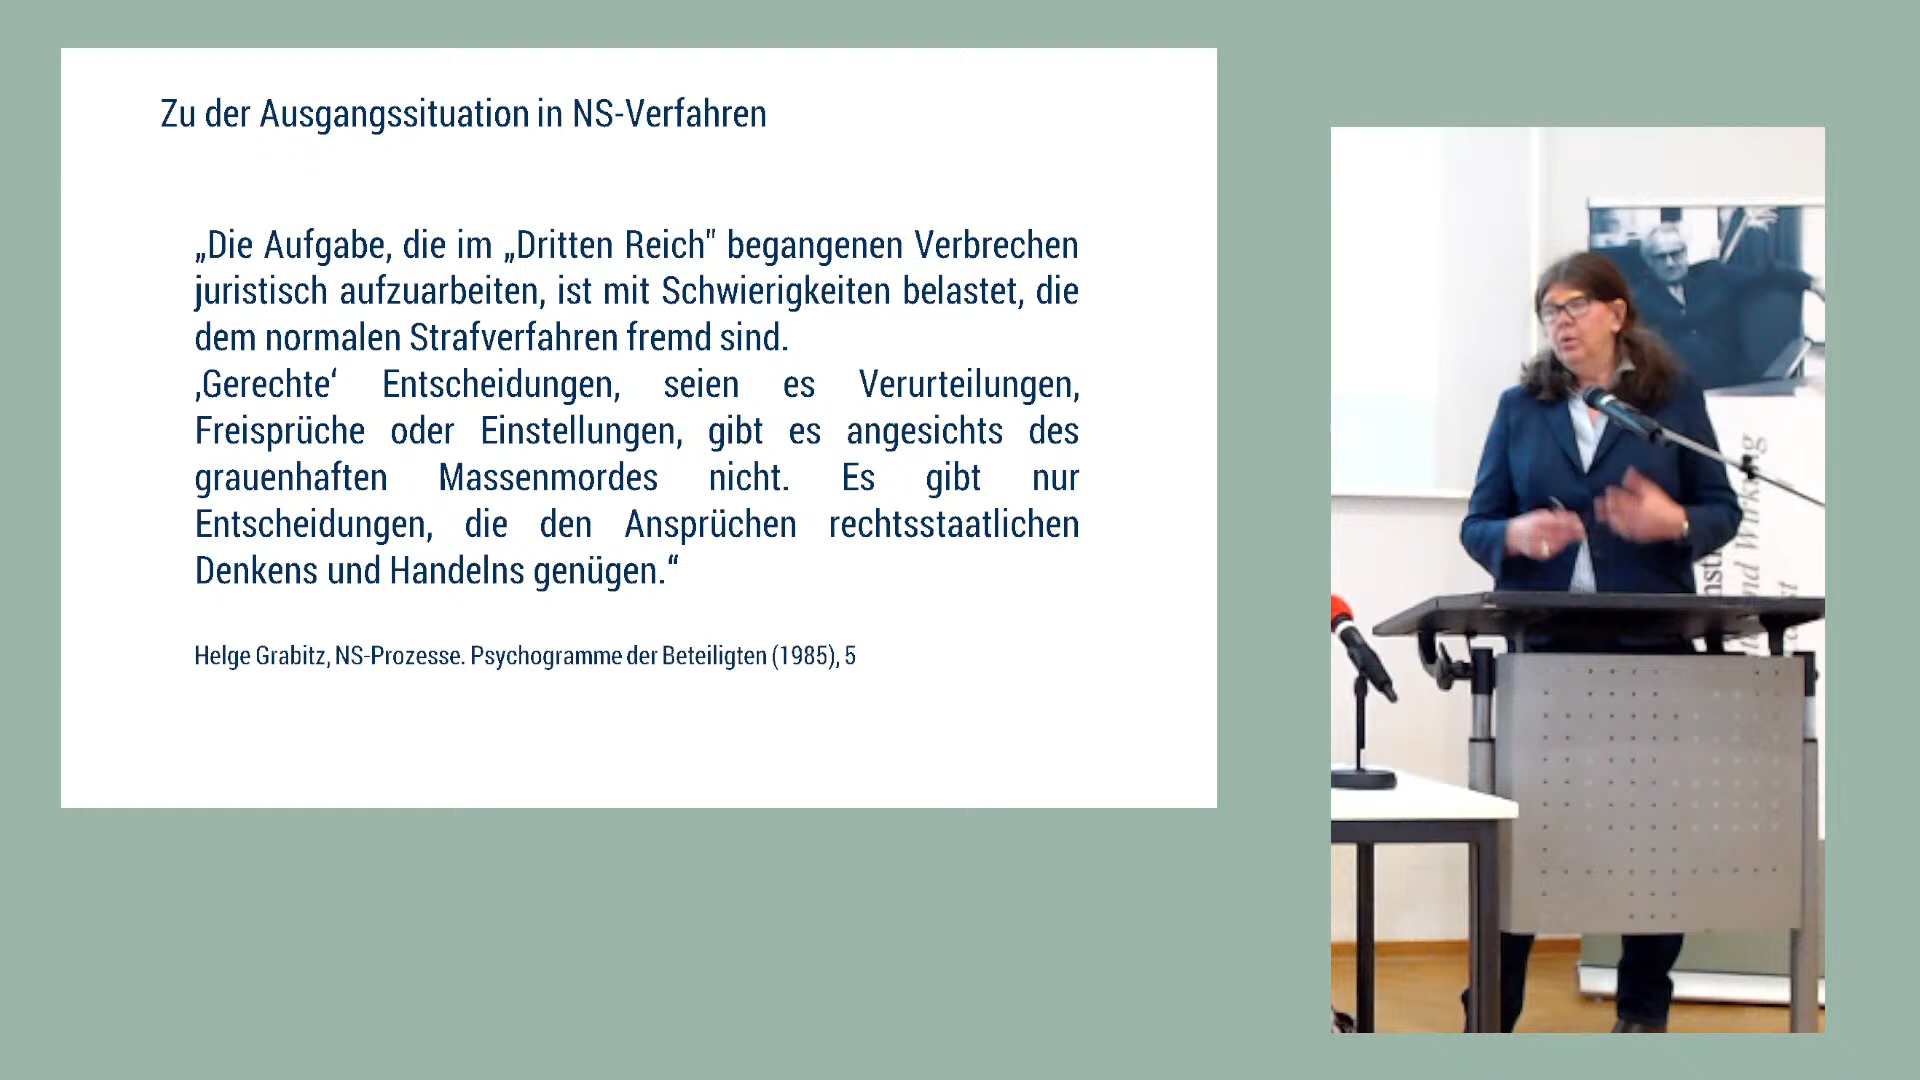 Zu der Ausgangssituation in NS-Verfahren
„Die Aufgabe, die im „Dritten Reich" begangenen Verbrechen
juristisch aufzuarbeiten, ist mit Schwierigkeiten belastet, die
dem normalen Strafverfahren fremd sind.
‚Gerechte‘ Entscheidungen, seien es Verurteilungen,
Freisprüche oder Einstellungen, gibt es angesichts des
grauenhaften Massenmordes nicht. Es gibt nur
Entscheidungen, die den Ansprüchen rechtsstaatlichen
Denkens und Handelns genügen.“
Helge Grabitz, NS-Prozesse. Psychogramme der Beteiligten (1985), 5
und Wirkung